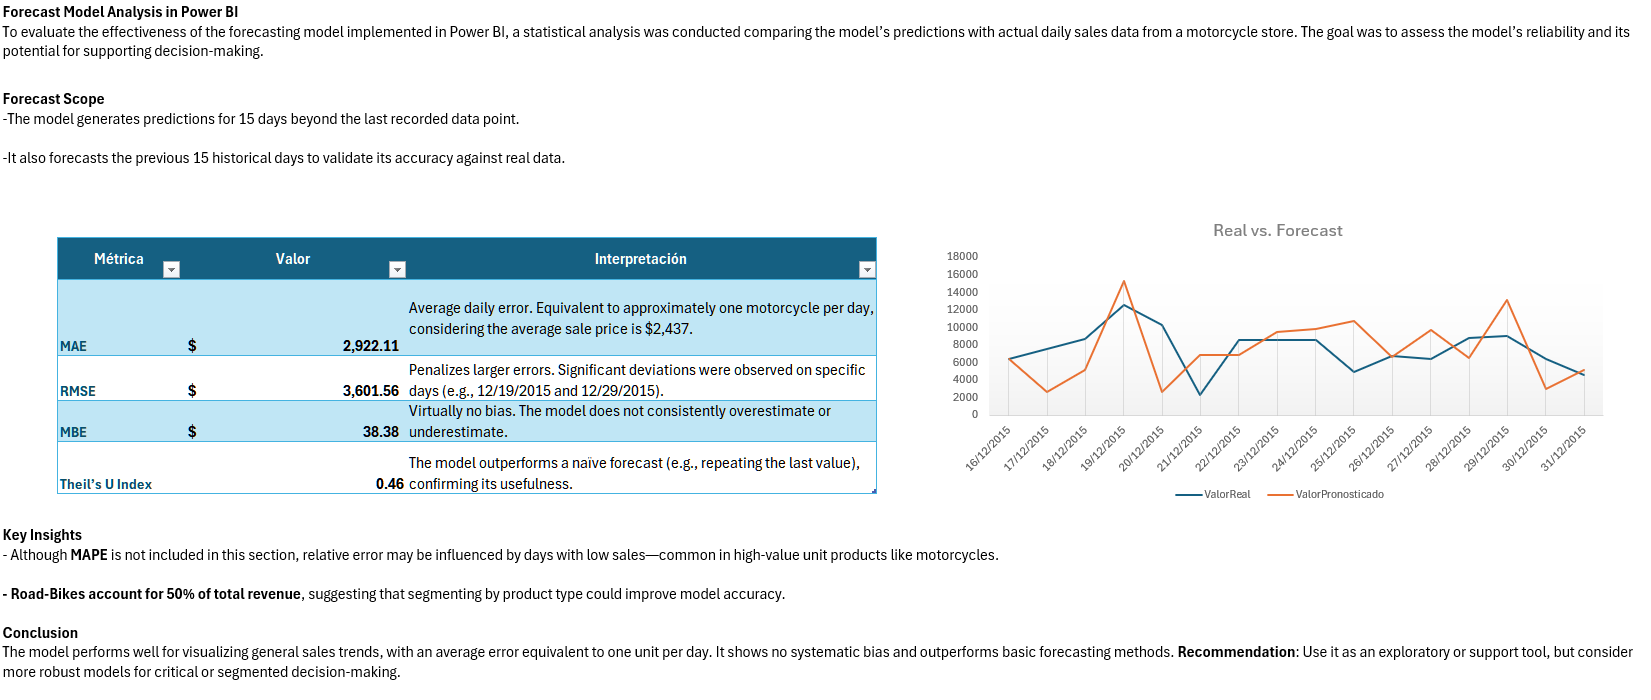 Forecast Model Analysis in Power BI
To evaluate the effectiveness of the forecasting model implemented in Power BI, a statistical analysis was conducted comparing the model's predictions with actual daily sales data from a motorcycle store. The goal was to assess the model's reliability and its
potential for supporting decision-making.
Forecast Scope
-The model generates predictions for 15 days beyond the last recorded data point.
-It also forecasts the previous 15 historical days to validate its accuracy against real data.
Métrica Valor Interpretación
Average daily error. Equivalent to approximately one motorcycle per day,
considering the average sale price is $2,437.
MAE $ 2,922.11
Penalizes larger errors. Significant deviations were observed on specific
RMSE $ 3,601.56 days (e.g., 12/19/2015 and 12/29/2015).
Virtually no bias. The model does not consistently overestimate or
MBE $ 38.38 underestimate.
The model outperforms a naïve forecast (e.g., repeating the last value),
Theil's U Index 0.46 confirming its usefulness.
Real vs. Forecast
18000
16000
14000
12000
10000
8000
6000
4000
2000
0
16/12/2015
17/12/2015
18/12/2015
19/12/2015
20/12/2015
21/12/2015
22/12/2015
23/12/2015
24/12/2015
25/12/2015
26/12/2015
27/12/2015
28/12/2015
29/12/2015
30/12/2015
31/12/2015
ValorReal ValorPronosticado
Key Insights
- Although MAPE is not included in this section, relative error may be influenced by days with low sales—common in high-value unit products like motorcycles.
- Road-Bikes account for 50% of total revenue, suggesting that segmenting by product type could improve model accuracy.
Conclusion
The model performs well for visualizing general sales trends, with an average error equivalent to one unit per day. It shows no systematic bias and outperforms basic forecasting methods. Recommendation: Use it as an exploratory or support tool, but consider
more robust models for critical or segmented decision-making.